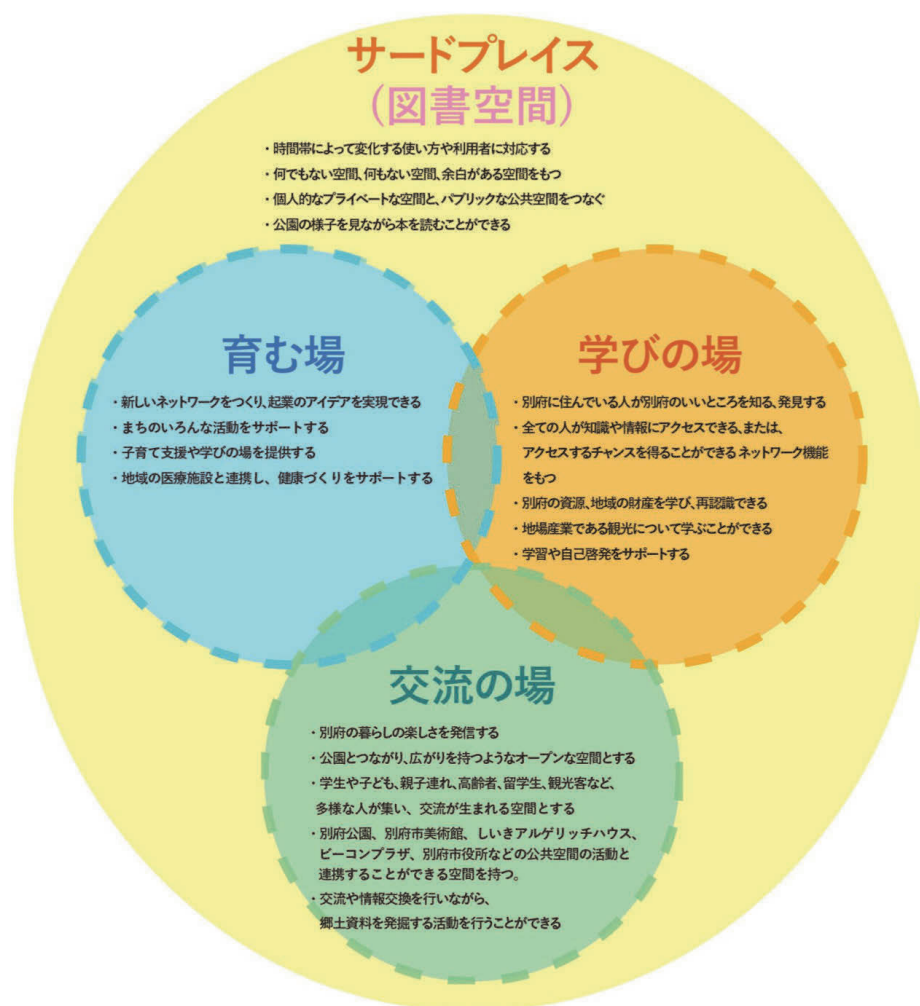 サードプレイス
(図書空間)
・時間帯によって変化する使い方や利用者に対応する
・何でもない空間、何もない空間、余白がある空間をもつ
・個人的なプライベートな空間と、パブリックな公共空間をつなぐ
・公園の様子を見ながら本を読むことができる
育む場
・新しいネットワークをつくり、起業のアイデアを実現できる
・まちのいろんな活動をサポートする
・子育て支援や学びの場を提供する
・地域の医療施設と連携し、健康づくりをサポートする
学びの場
・別府に住んでいる人が別府のいいところを知る、発見する
・全ての人が知識や情報にアクセスできる、または、
アクセスするチャンスを得ることができる ネットワーク機能
をもつ
・別府の資源、地域の財産を学び、再認識できる
・地場産業である観光について学ぶことができる
・学習や自己啓発をサポートする
交流の場
・別府の暮らしの楽しさを発信する
・公園とつながり、広がりを持つようなオープンな空間とする
・学生や子ども、親子連れ、高齢者、留学生、観光客など、
多様な人が集い、交流が生まれる空間とする
・別府公園、別府市美術館、しいきアルゲリッチハウス、
ビーコンプラザ、別府市役所などの公共空間の活動と
連携することができる空間を持つ。
・交流や情報交換を行いながら、
郷土資料を発掘する活動を行うことができる